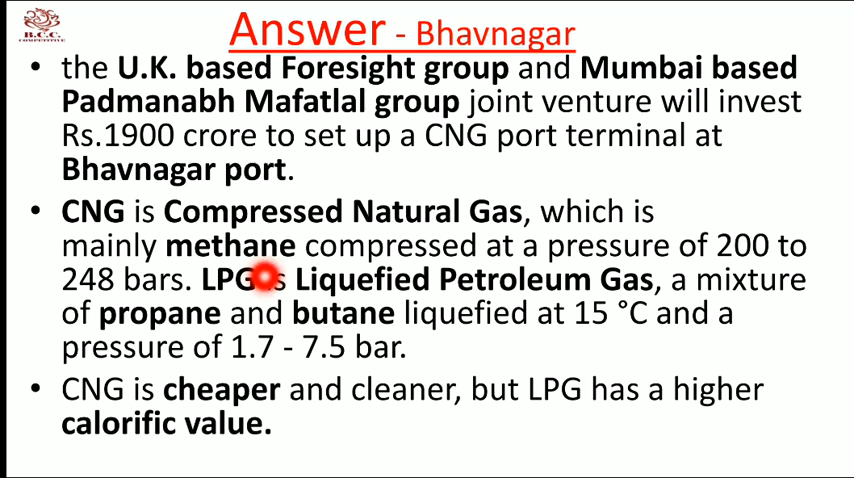 B.C.C.
COMPETITIVE
Answer - Bhavnagar
• the U.K. based Foresight group and Mumbai based
Padmanabh Mafatlal group joint venture will invest
Rs.1900 crore to set up a CNG port terminal at
Bhavnagar port.
• CNG is Compressed Natural Gas, which is
mainly methane compressed at a pressure of 200 to
248 bars. LPG is Liquefied Petroleum Gas, a mixture
of propane and butane liquefied at 15 °C and a
pressure of 1.7 - 7.5 bar.
• CNG is cheaper and cleaner, but LPG has a higher
calorific value.